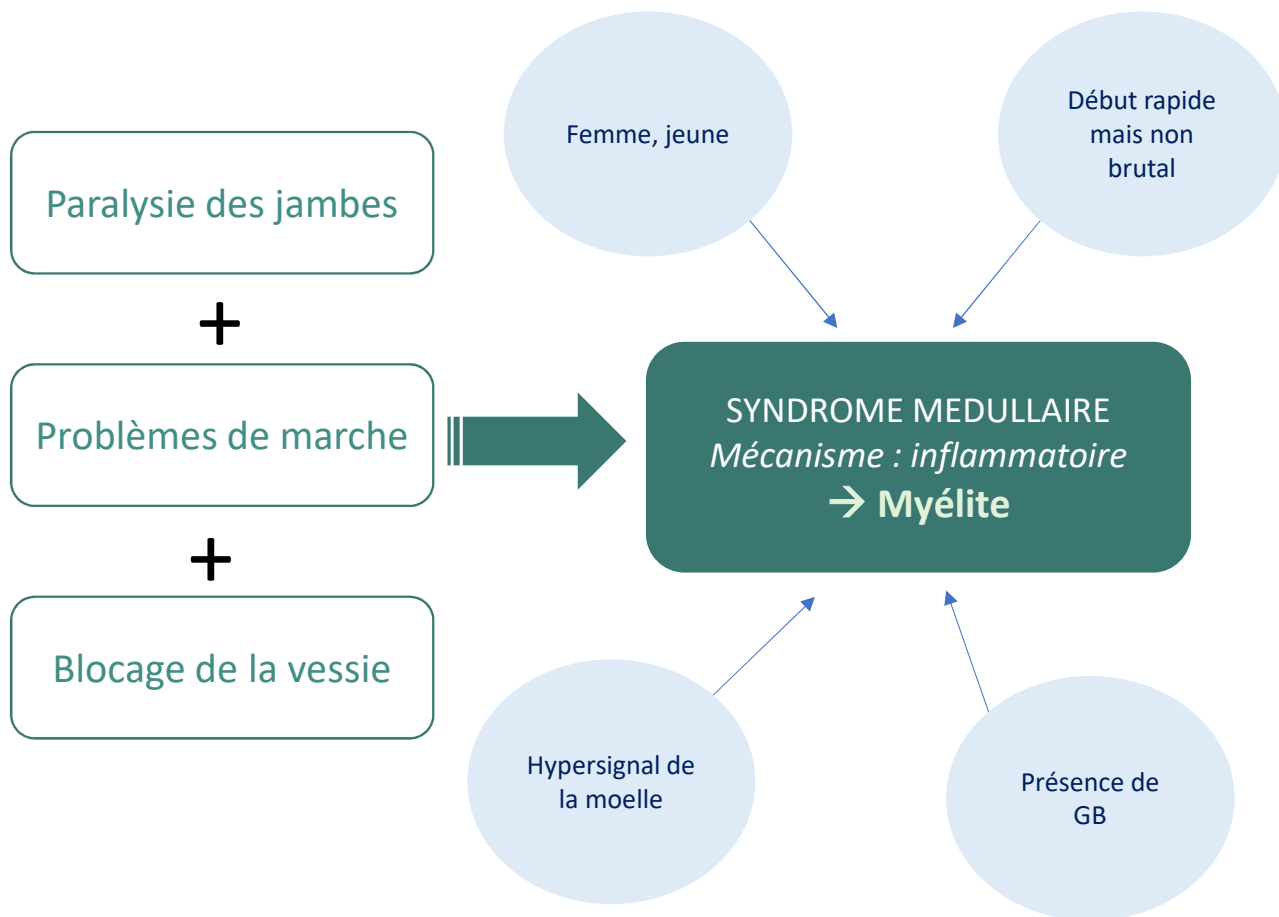 Paralysie des jambes
+
Problèmes de marche
+
Blocage de la vessie
Femme, jeune
Début rapide
mais non
brutal
SYNDROME MEDULLAIRE
Mécanisme : inflammatoire
→ Myélite
Hypersignal de
la moelle
Présence de
GB